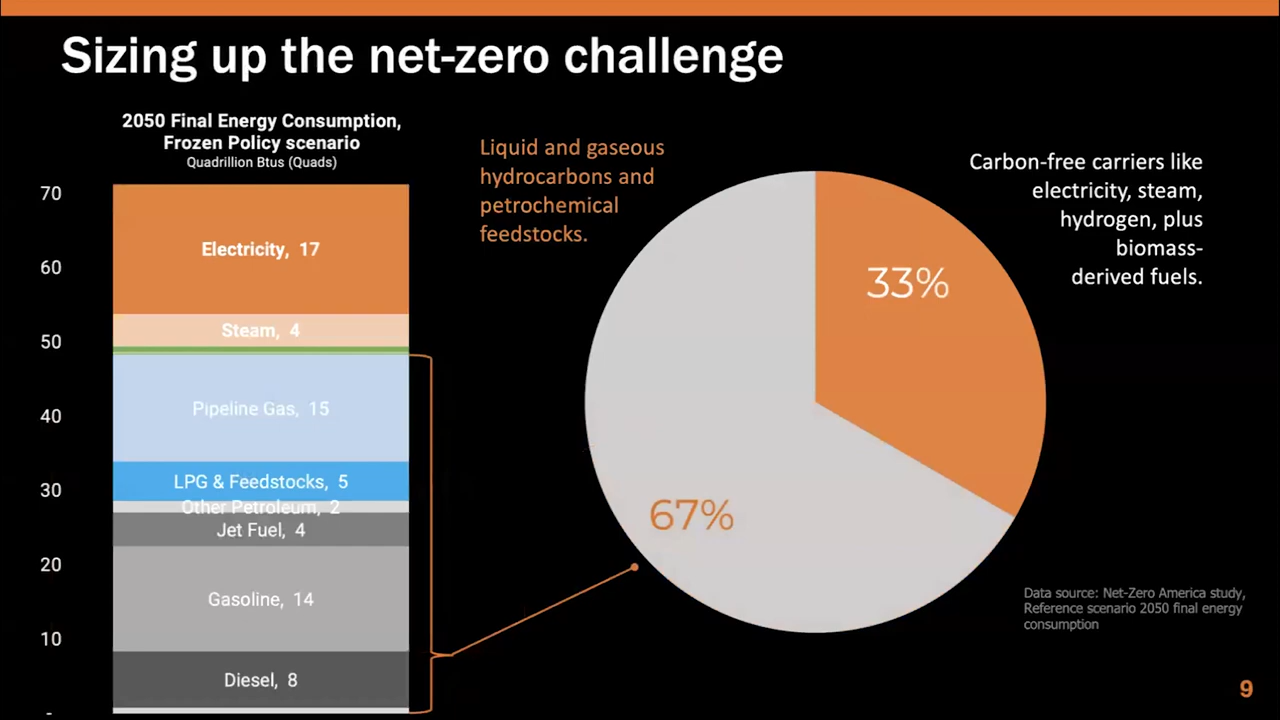 Sizing up the net-zero challenge
2050 Final Energy Consumption,
Frozen Policy scenario
Quadrillion Btus (Quads)
70
60
50
40
30
20
10
-
Electricity, 17
Steam, 4
Pipeline Gas, 15
LPG & Feedstocks, 5
Other Petroleum, 2
Jet Fuel, 4
Gasoline, 14
Diesel, 8
Liquid and gaseous
hydrocarbons and
petrochemical
feedstocks.
33%
67%
Carbon-free carriers like
electricity, steam,
hydrogen, plus
biomass-
derived fuels.
Data source: Net-Zero America study,
Reference scenario 2050 final energy
consumption
9